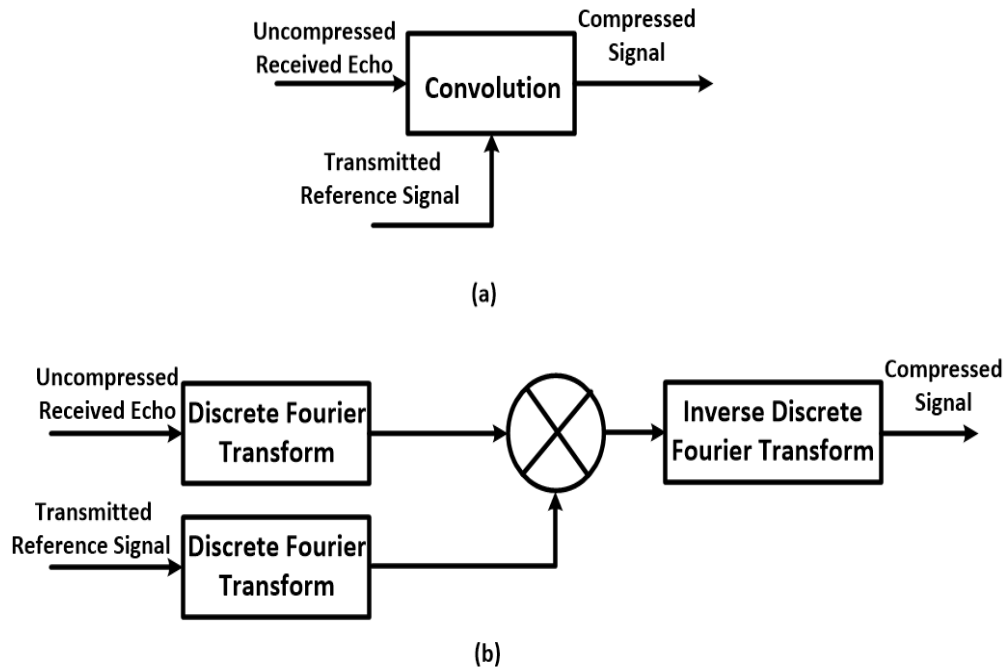 Uncompressed
Received Echo
Convolution
Compressed
Signal
Transmitted
Reference Signal
(a)
Uncompressed
Received Echo
Discrete Fourier
Transform
Inverse Discrete
Fourier Transform
Compressed
Signal
Transmitted
Reference Signal
Discrete Fourier
Transform
(b)